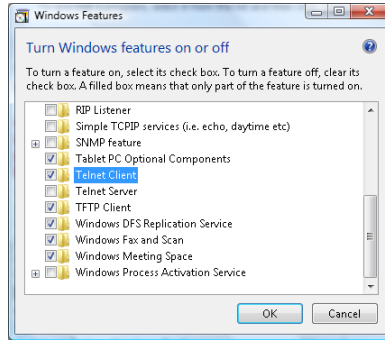 Windows Features
Turn Windows features on or off
To turn a feature on, select its check box. To turn a feature off, clear its
check box. A filled box means that only part of the feature is turned on.
RIP Listener
Simple TCPIP services (i.e. echo, daytime etc)
SNMP feature
Tablet PC Optional Components
Telnet Client
Telnet Server
TFTP Client
Windows DFS Replication Service
Windows Fax and Scan
Windows Meeting Space
Windows Process Activation Service
OK Cancel